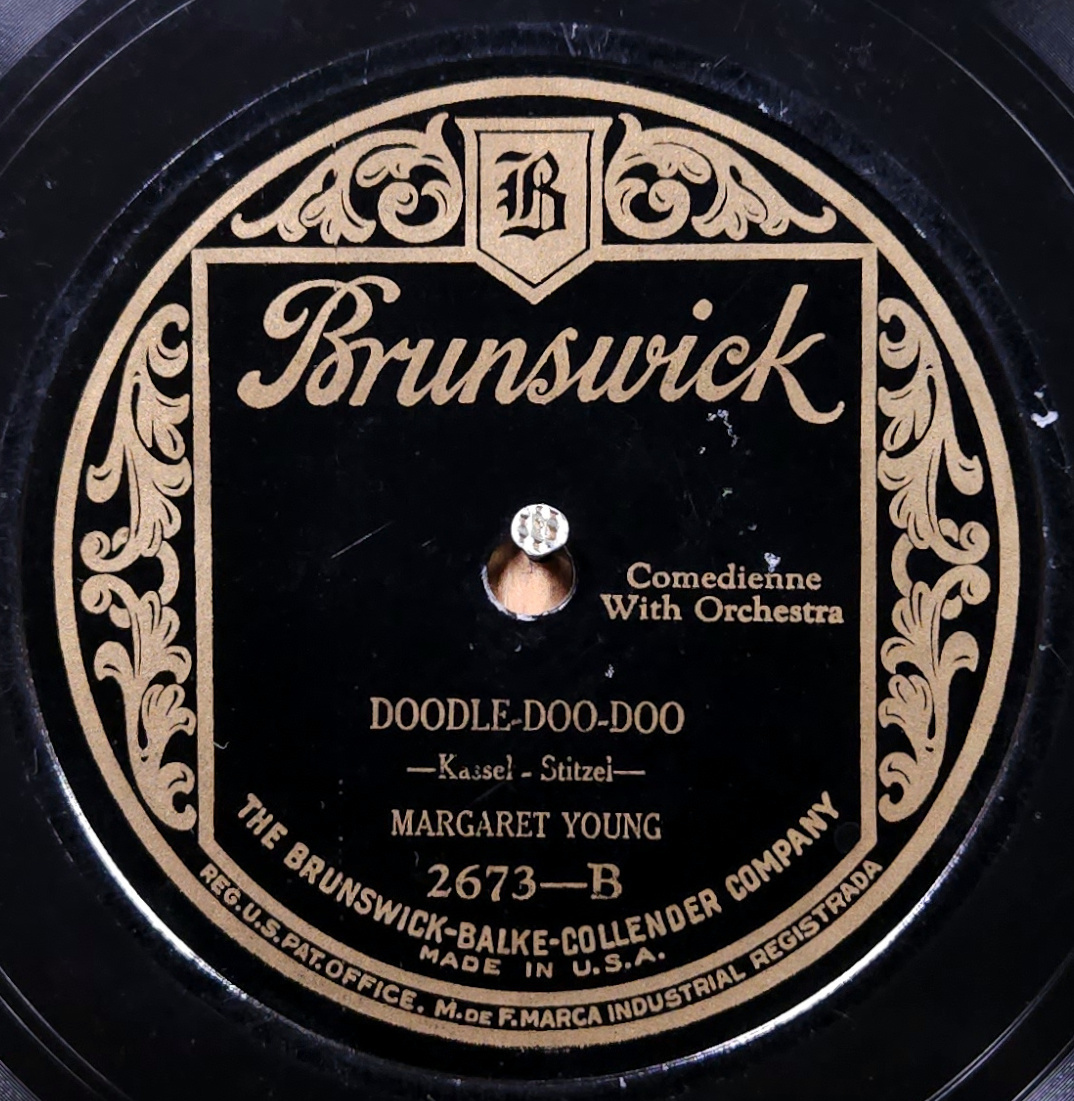 B
Brunswick
Comedienne
With Orchestra
DOODLE-DOO-DOO
—Kassel - Stitzel—
MARGARET YOUNG
2673—B
THE BRUNSWICK-BALKE-COLLENDER COMPANY
MADE IN U.S.A.
REG.U.S.PAT.OFFICE. M.DE F.MARCA INDUSTRIAL REGISTRADA